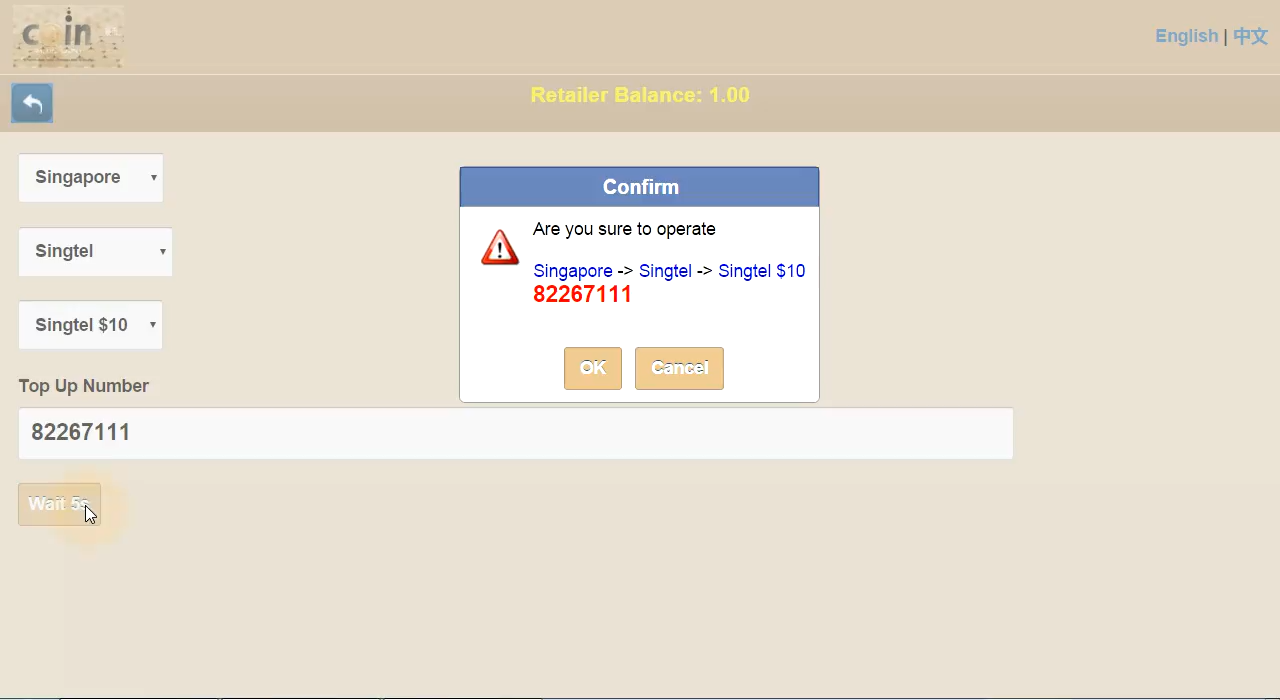 coin
English | 中文
Retailer Balance: 1.00
Singapore
Singtel
Singtel $10
Top Up Number
82267111
Wait 5s
Confirm
Are you sure to operate
Singapore -> Singtel -> Singtel $10
82267111
OK
Cancel